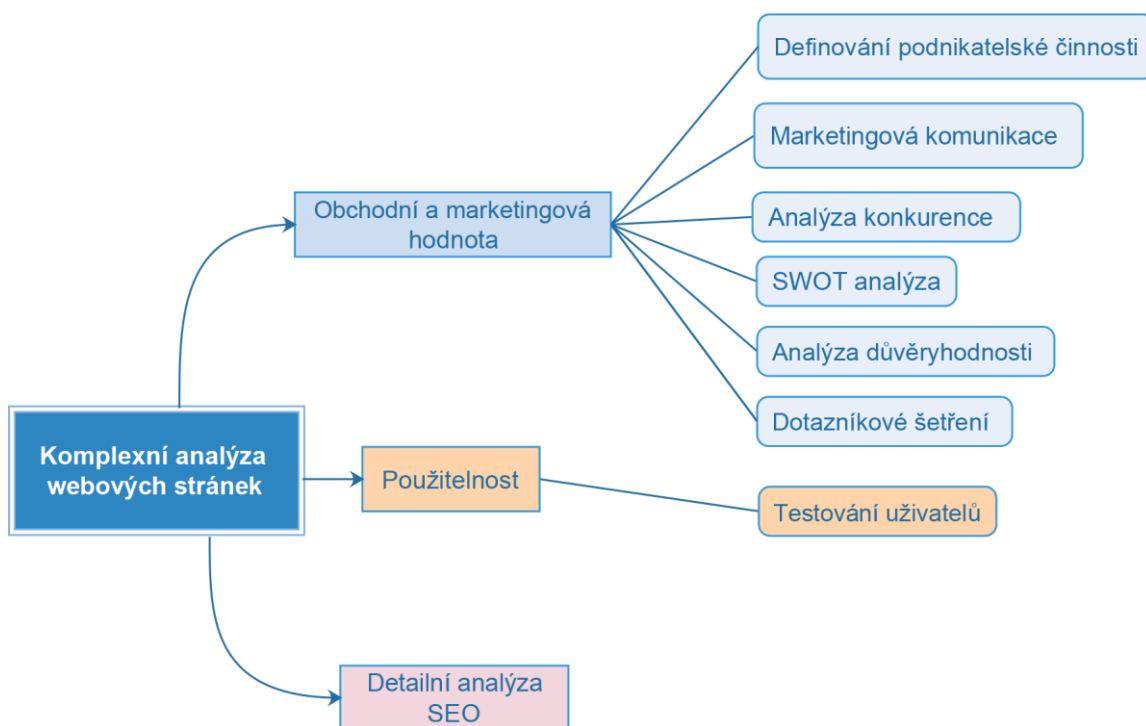 Definování podnikatelské činnosti
Marketingová komunikace
Obchodní a marketingová
hodnota
Analýza konkurence
SWOT analýza
Analýza důvěryhodnosti
Dotazníkové šetření
Komplexní analýza
webových stránek
Použitelnost
Testování uživatelů
Detailní analýza
SEO